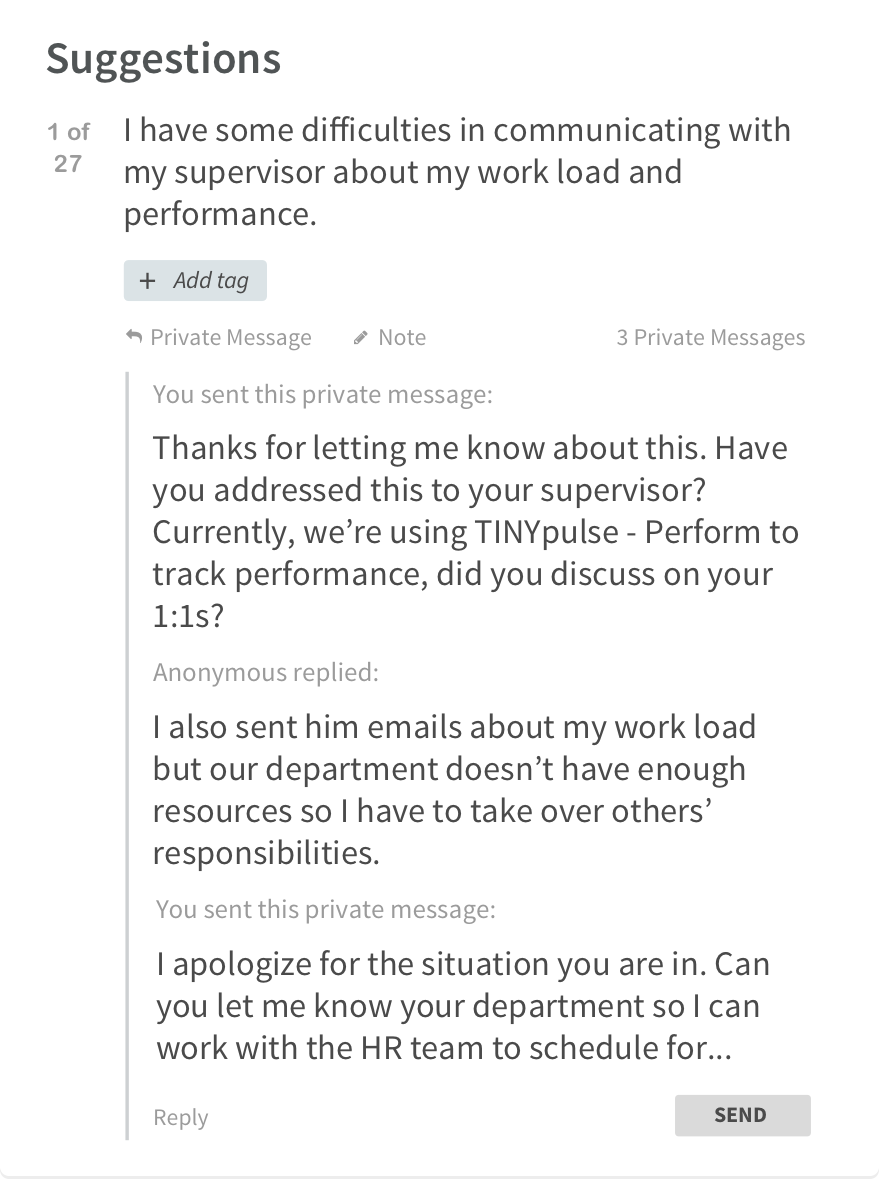 Suggestions
1 of
27
I have some difficulties in communicating with
my supervisor about my work load and
performance.
+ Add tag
Private Message
Note
3 Private Messages
You sent this private message:
Thanks for letting me know about this. Have
you addressed this to your supervisor?
Currently, we’re using TINYpulse - Perform to
track performance, did you discuss on your
1:1s?
Anonymous replied:
I also sent him emails about my work load
but our department doesn’t have enough
resources so I have to take over others’
responsibilities.
You sent this private message:
I apologize for the situation you are in. Can
you let me know your department so I can
work with the HR team to schedule for...
Reply
SEND